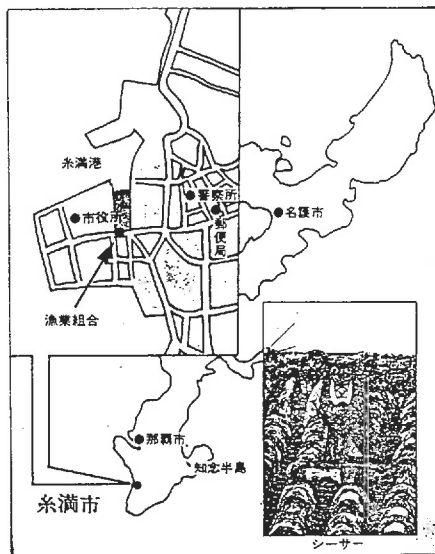 糸満港
警察所
市役所
郵便局
名護市
漁業組合
那覇市
知念半島
糸満市
シーサー